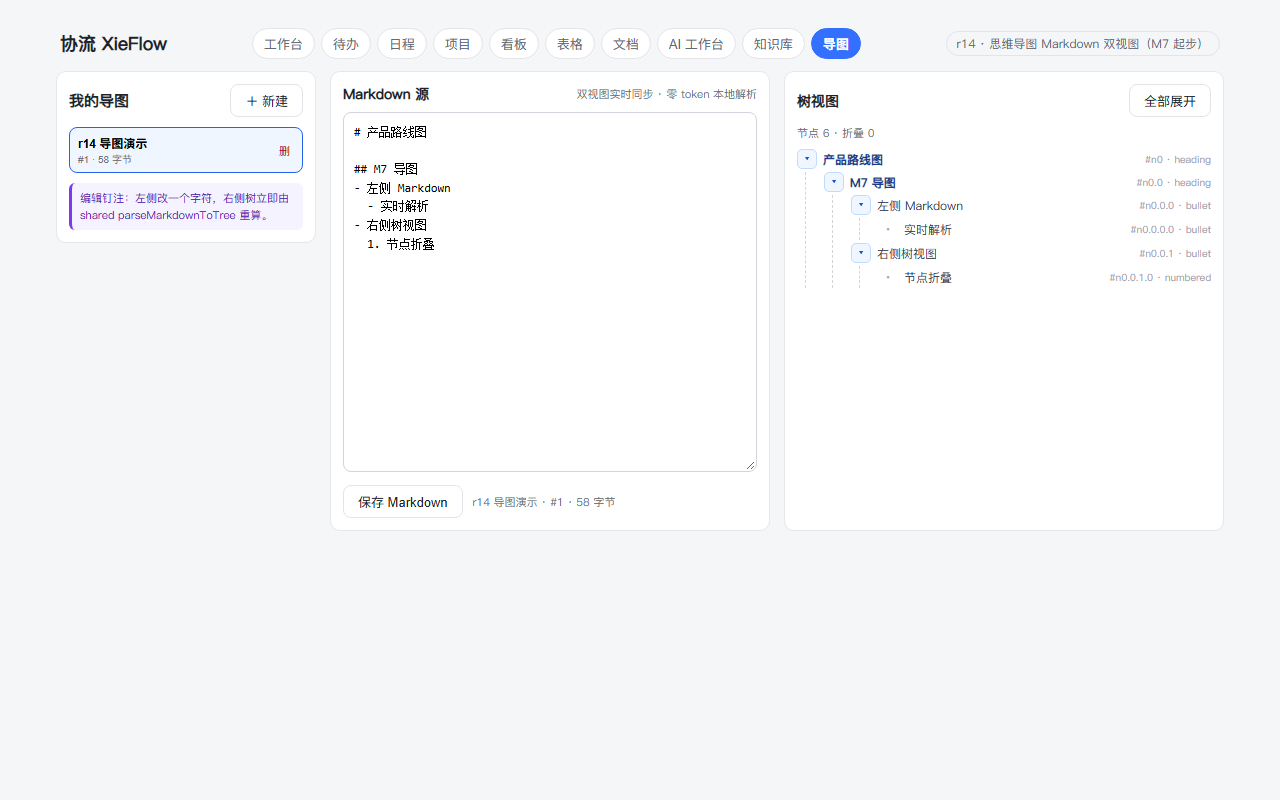 协流 XieFlow
工作台
待办
日程
项目
看板
表格
文档
AI 工作台
知识库
导图
r14 · 思维导图 Markdown 双视图（M7 起步）
我的导图
＋ 新建
r14 导图演示
#1 · 58 字节
删
编辑钉注：左侧改一个字符，右侧树立即由
shared parseMarkdownToTree 重算。
Markdown 源
双视图实时同步 · 零 token 本地解析
# 产品路线图
## M7 导图
- 左侧 Markdown
  - 实时解析
- 右侧树视图
  1. 节点折叠
保存 Markdown
r14 导图演示 · #1 · 58 字节
树视图
全部展开
节点 6 · 折叠 0
▾ 产品路线图 #n0 · heading
▾ M7 导图 #n0.0 · heading
▾ 左侧 Markdown #n0.0.0 · bullet
• 实时解析 #n0.0.0.0 · bullet
▾ 右侧树视图 #n0.0.1 · bullet
• 节点折叠 #n0.0.1.0 · numbered